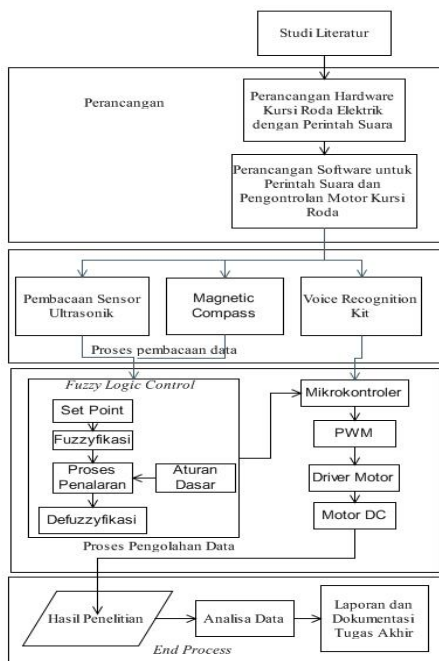 Studi Literatur
Perancangan
Perancangan Hardware
Kursi Roda Elektrik
dengan Perintah Suara
Perancangan Software untuk
Perintah Suara dan
Pengontrolan Motor Kursi
Roda
Pembacaan Sensor
Ultrasonik
Magnetic
Compass
Voice Recognition
Kit
Proses pembacaan data
Fuzzy Logic Control
Set Point
Fuzzyfikasi
Proses
Penalaran
Aturan
Dasar
Defuzzyfikasi
Mikrokontroler
PWM
Driver Motor
Motor DC
Proses Pengolahan Data
Hasil Penelitian
Analisa Data
Laporan dan
Dokumentasi
Tugas Akhir
End Process